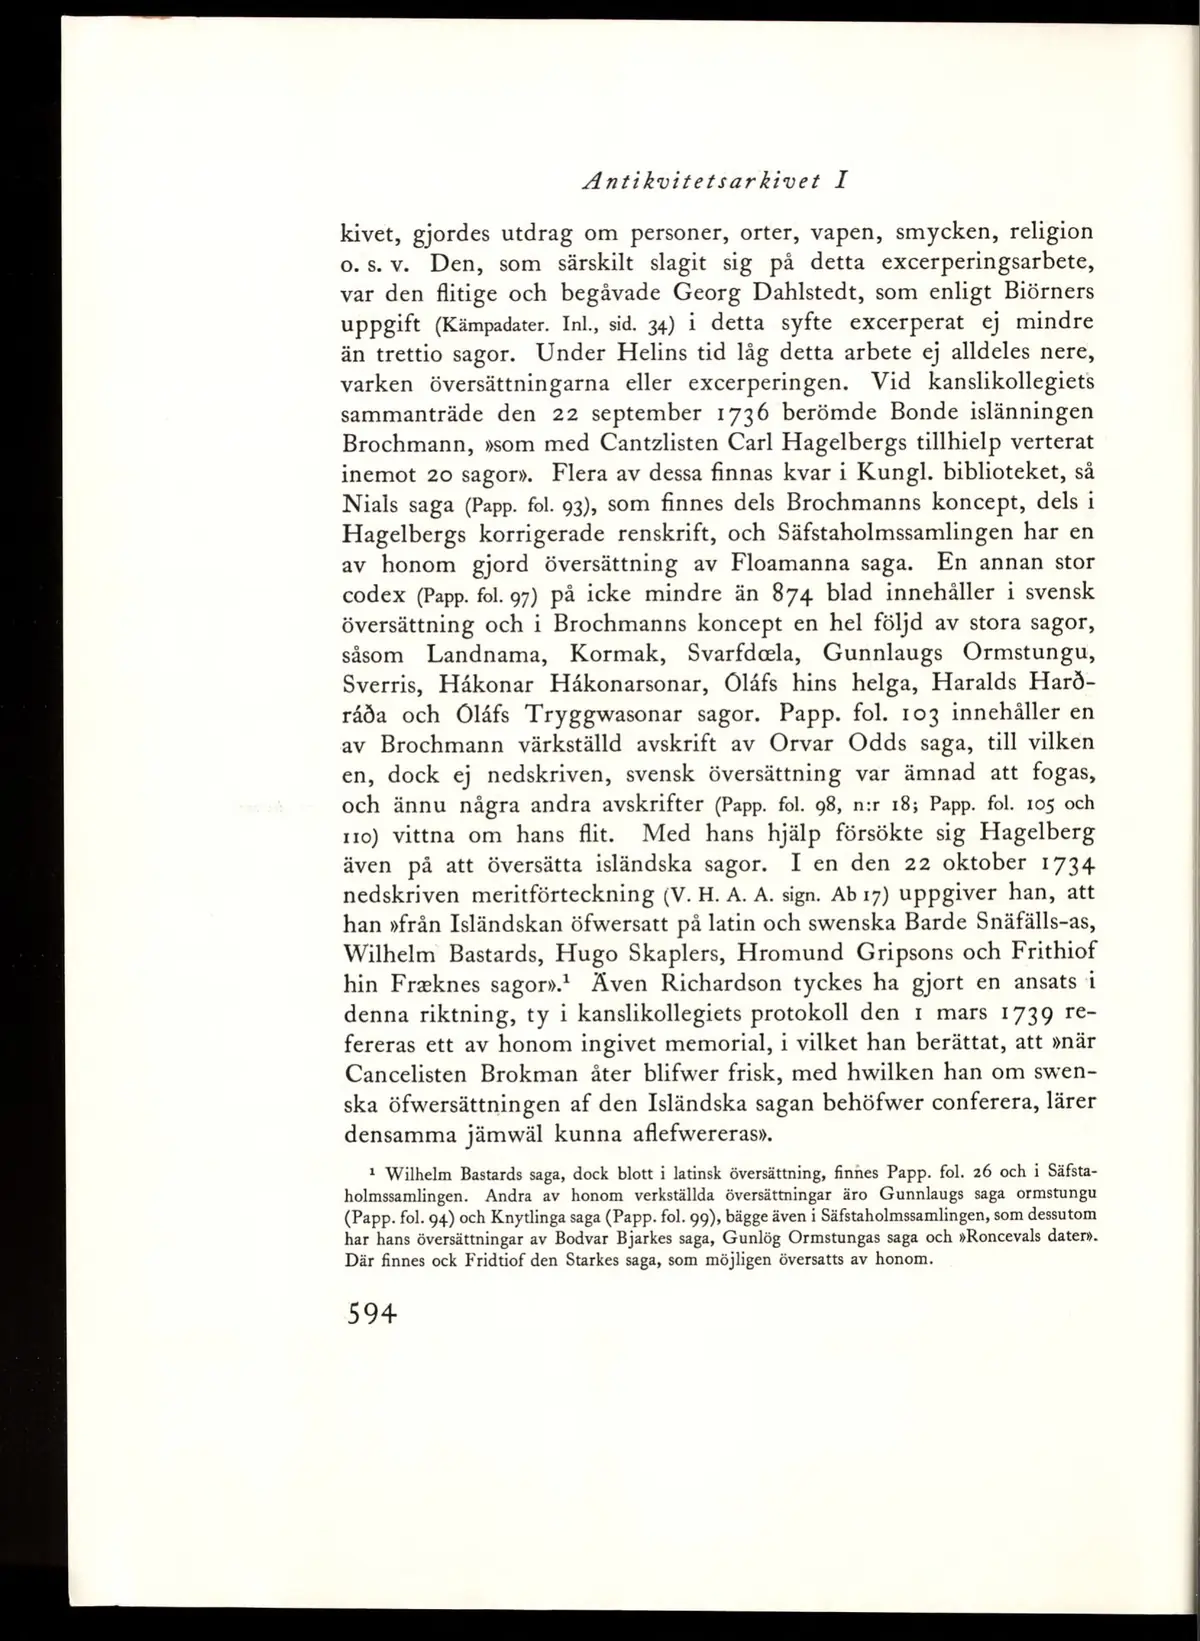 Antikvitetsarkivet I
kivet, gjordes utdrag om personer, orter, vapen, smycken, religion
o. s. v. Den, som särskilt slagit sig på detta excerperingsarbete,
var den flitige och begåvade Georg Dahlstedt, som enligt Biörners
uppgift (Kämpadater. Inl., sid. 34) i detta syfte excerperat ej mindre
än trettio sagor. Under Helins tid låg detta arbete ej alldeles nere,
varken översättningarna eller excerperingen. Vid kanslikollegiets
sammanträde den 22 september 1736 berömde Bonde islänningen
Brochmann, »som med Cantzlisten Carl Hagelbergs tillhielp verterat
inemot 20 sagor». Flera av dessa finnas kvar i Kungl. biblioteket, så
Nials saga (Papp. fol. 93), som finnes dels Brochmanns koncept, dels i
Hagelbergs korrigerade renskrift, och Säfstaholmssamlingen har en
av honom gjord översättning av Floamanna saga. En annan stor
codex (Papp. fol. 97) på icke mindre än 874 blad innehåller i svensk
översättning och i Brochmanns koncept en hel följd av stora sagor,
såsom Landnama, Kormak, Svarfdœla, Gunnlaugs Ormstungu,
Sverris, Hákonar Hákonarsonar, Óláfs hins helga, Haralds Harð-
ráða och Óláfs Tryggwasonar sagor. Papp. fol. 103 innehåller en
av Brochmann värkställd avskrift av Orvar Odds saga, till vilken
en, dock ej nedskriven, svensk översättning var ämnad att fogas,
och ännu några andra avskrifter (Papp. fol. 98, n:r 18; Papp. fol. 105 och
110) vittna om hans flit. Med hans hjälp försökte sig Hagelberg
även på att översätta isländska sagor. I en den 22 oktober 1734
nedskriven meritförteckning (V. H. A. A. sign. Ab 17) uppgiver han, att
han »från Isländskan öfwersatt på latin och swenska Barde Snäfälls-as,
Wilhelm Bastards, Hugo Skaplers, Hromund Gripsons och Frithiof
hin Fræknes sagor».¹ Även Richardson tyckes ha gjort en ansats i
denna riktning, ty i kanslikollegiets protokoll den 1 mars 1739 re-
fereras ett av honom ingivet memorial, i vilket han berättat, att »när
Cancelisten Brokman åter blifwer frisk, med hwilken han om swen-
ska öfwersättningen af den Isländska sagan behöfwer conferera, lärer
densamma jämwäl kunna aflefwereras».
¹ Wilhelm Bastards saga, dock blott i latinsk översättning, finnes Papp. fol. 26 och i Säfsta-
holmssamlingen. Andra av honom verkställda översättningar äro Gunnlaugs saga ormstungu
(Papp. fol. 94) och Knytlinga saga (Papp. fol. 99), bägge även i Säfstaholmssamlingen, som dessutom
har hans översättningar av Bodvar Bjarkes saga, Gunlög Ormstungas saga och »Roncevals dater».
Där finnes ock Fridtiof den Starkes saga, som möjligen översatts av honom.
594